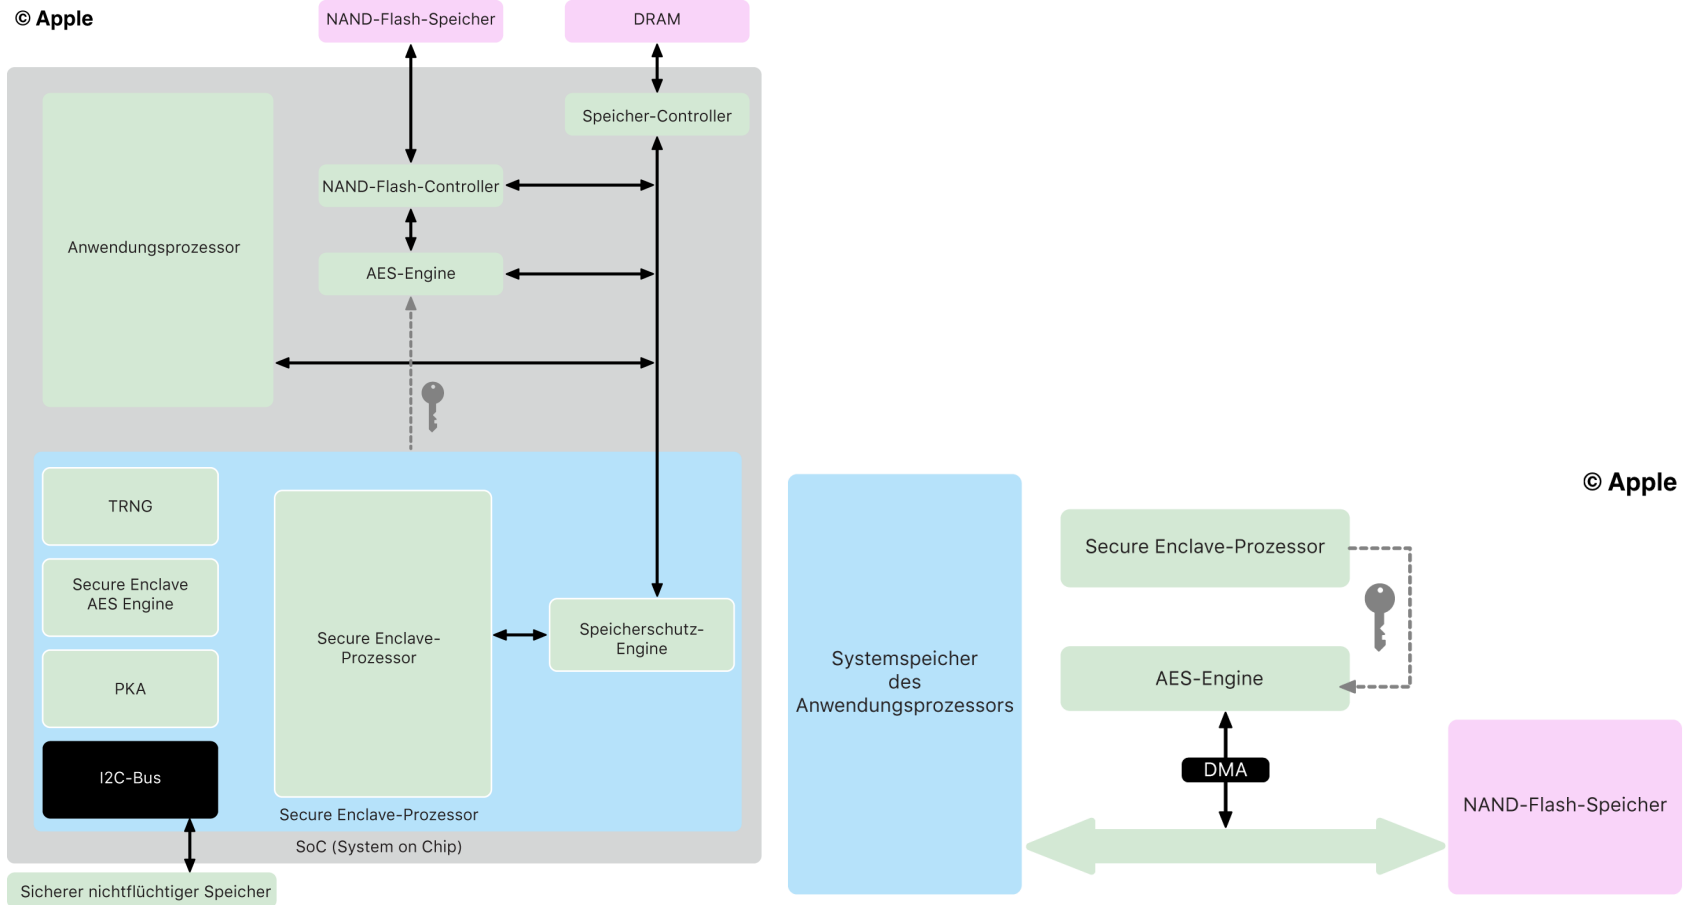 © Apple
NAND-Flash-Speicher
DRAM
Speicher-Controller
NAND-Flash-Controller
Anwendungsprozessor
AES-Engine
TRNG
Secure Enclave
AES Engine
PKA
I2C-Bus
Secure Enclave-
Prozessor
Speicherschutz-
Engine
Secure Enclave-Prozessor
SoC (System on Chip)
Sicherer nichtflüchtiger Speicher
© Apple
Systemspeicher
des
Anwendungsprozessors
Secure Enclave-Prozessor
AES-Engine
DMA
NAND-Flash-Speicher